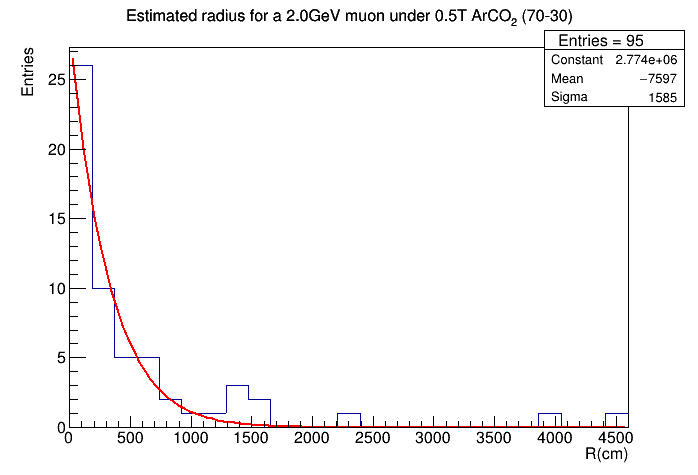 Estimated radius for a 2.0GeV muon under 0.5T ArCO2 (70-30)
Entries = 95
Constant 2.774e+06
Mean −7597
Sigma 1585
Entries
25
20
15
10
5
0
0 500 1000 1500 2000 2500 3000 3500 4000 4500
R(cm)